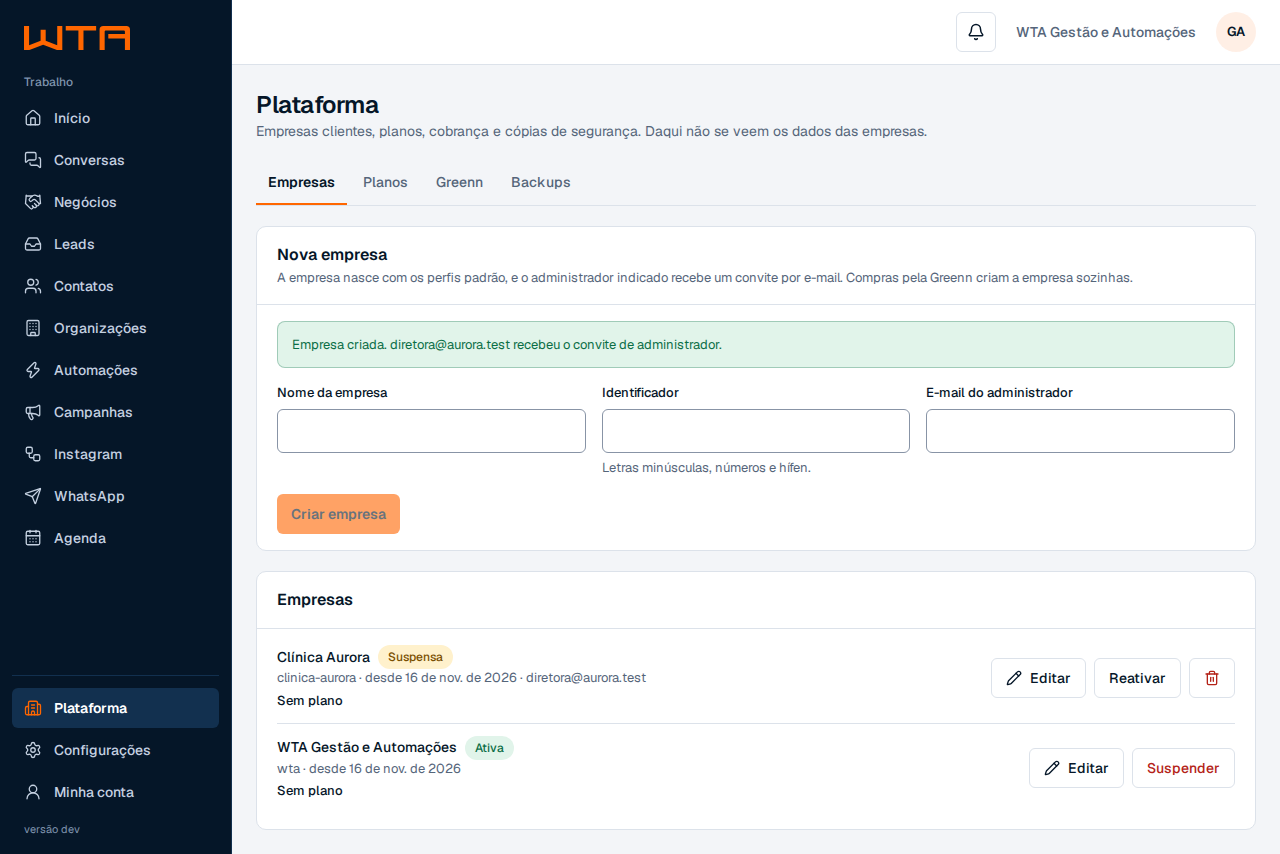 WTA
WTA Gestão e Automações
GA
Trabalho
Início
Conversas
Negócios
Leads
Contatos
Organizações
Automações
Campanhas
Instagram
WhatsApp
Agenda
Plataforma
Configurações
Minha conta
versão dev
Plataforma
Empresas clientes, planos, cobrança e cópias de segurança. Daqui não se veem os dados das empresas.
Empresas Planos Greenn Backups
Nova empresa
A empresa nasce com os perfis padrão, e o administrador indicado recebe um convite por e-mail. Compras pela Greenn criam a empresa sozinhas.
Empresa criada. diretora@aurora.test recebeu o convite de administrador.
Nome da empresa Identificador E-mail do administrador
Letras minúsculas, números e hífen.
Criar empresa
Empresas
Clínica Aurora Suspensa
clinica-aurora · desde 16 de nov. de 2026 · diretora@aurora.test
Sem plano
Editar Reativar
WTA Gestão e Automações Ativa
wta · desde 16 de nov. de 2026
Sem plano
Editar Suspender